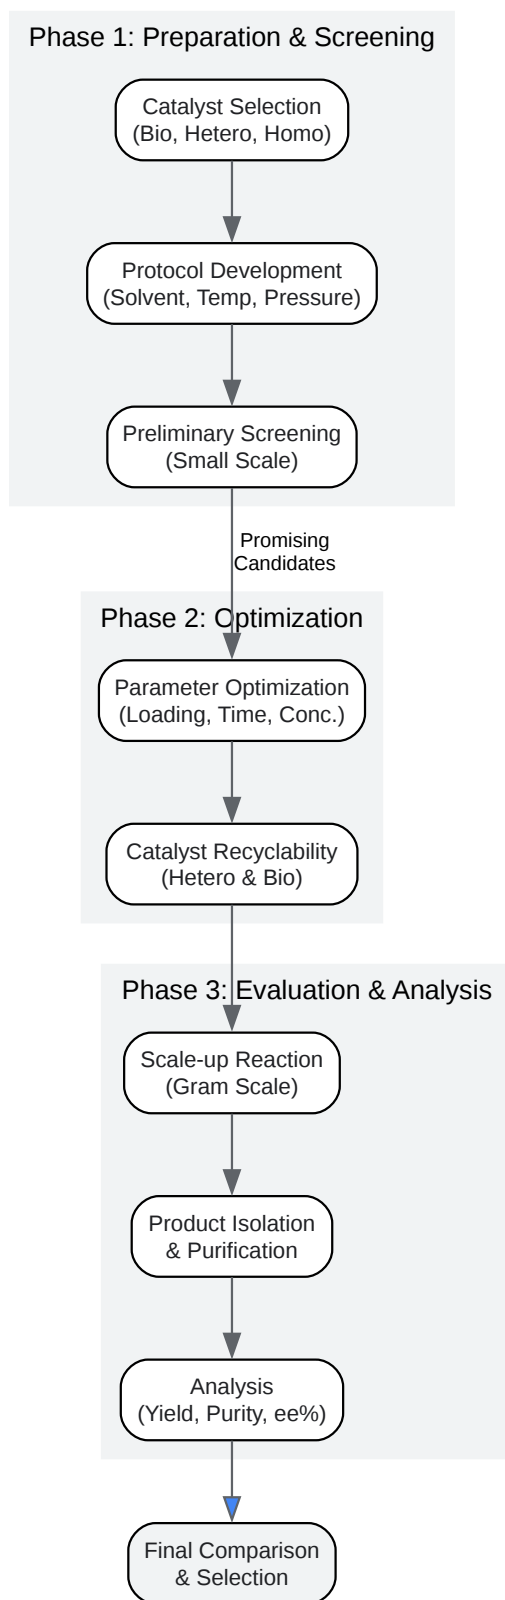 Phase 1: Preparation & Screening
Catalyst Selection
(Bio, Hetero, Homo)
Protocol Development
(Solvent, Temp, Pressure)
Preliminary Screening
(Small Scale)
Promising
Candidates
Phase 2: Optimization
Parameter Optimization
(Loading, Time, Conc.)
Catalyst Recyclability
(Hetero & Bio)
Phase 3: Evaluation & Analysis
Scale-up Reaction
(Gram Scale)
Product Isolation
& Purification
Analysis
(Yield, Purity, ee%)
Final Comparison
& Selection